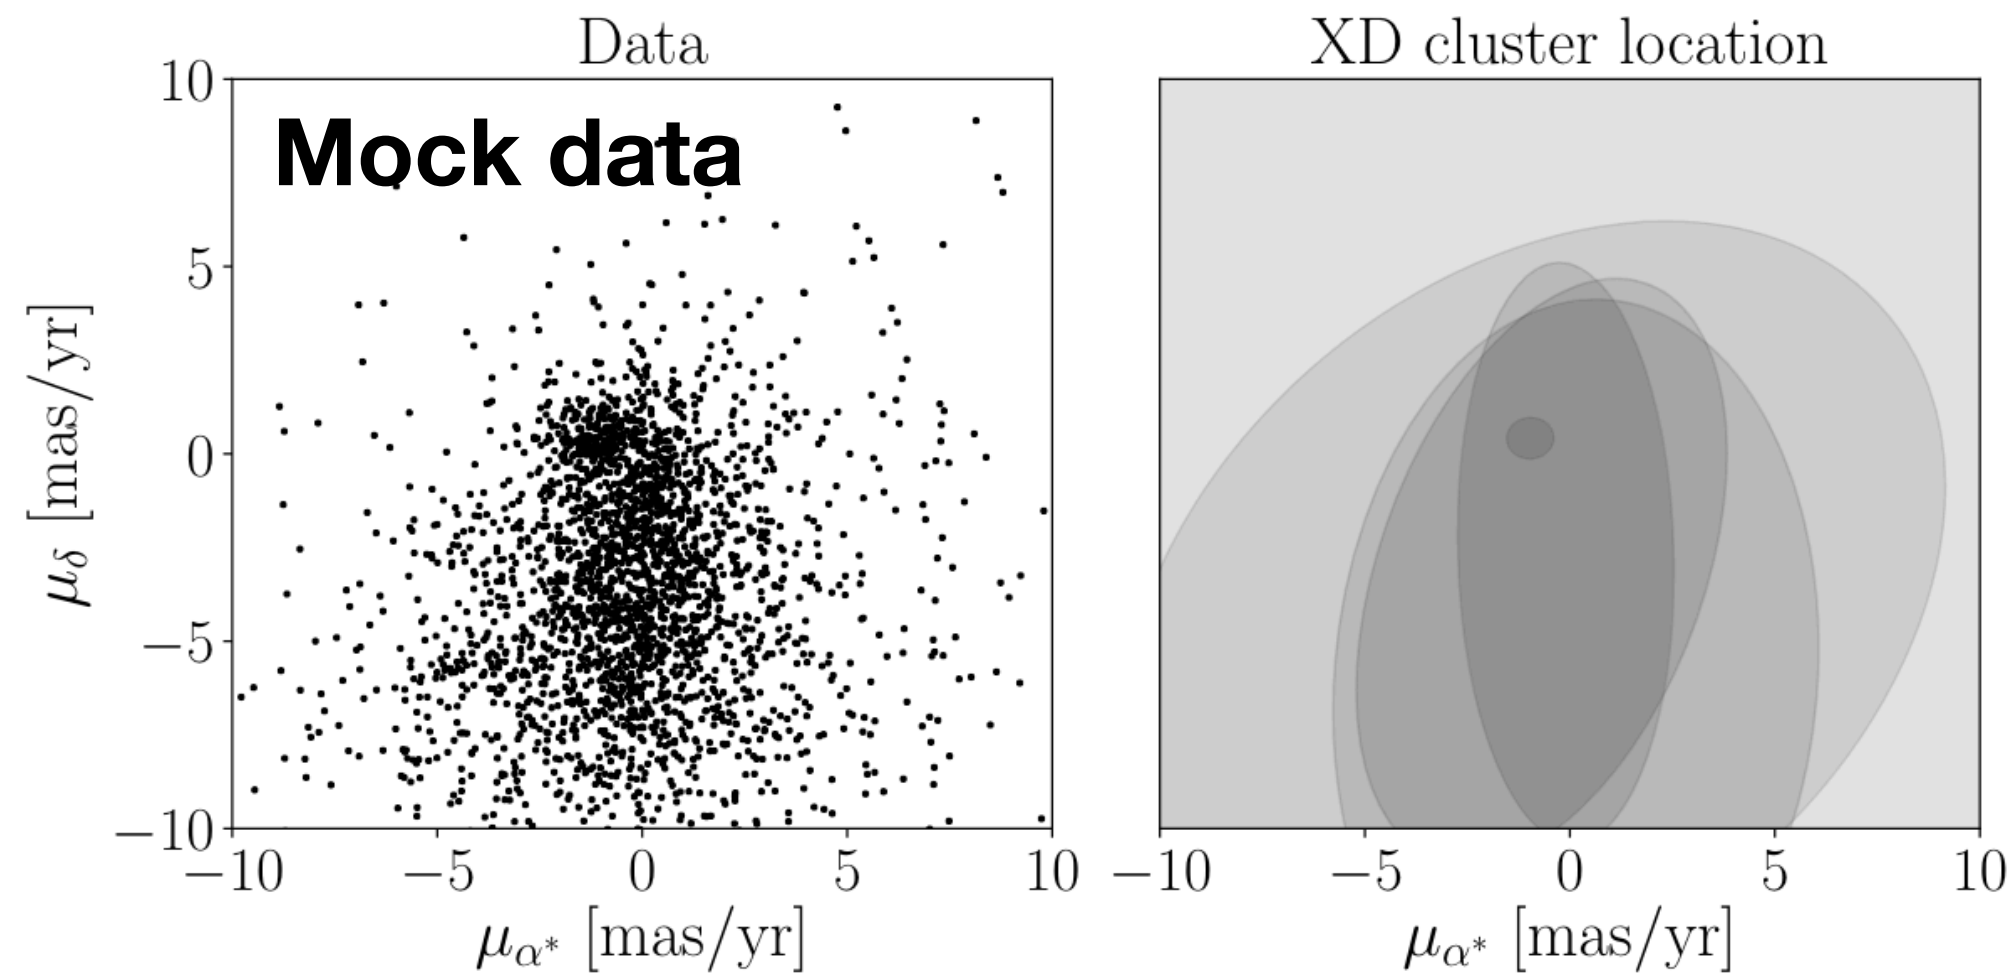 Data
XD cluster location
Mock data
10
5
0
−5
−10
μδ [mas/yr]
−10 −5 0 5 10
μα* [mas/yr]
−10 −5 0 5 10
μα* [mas/yr]